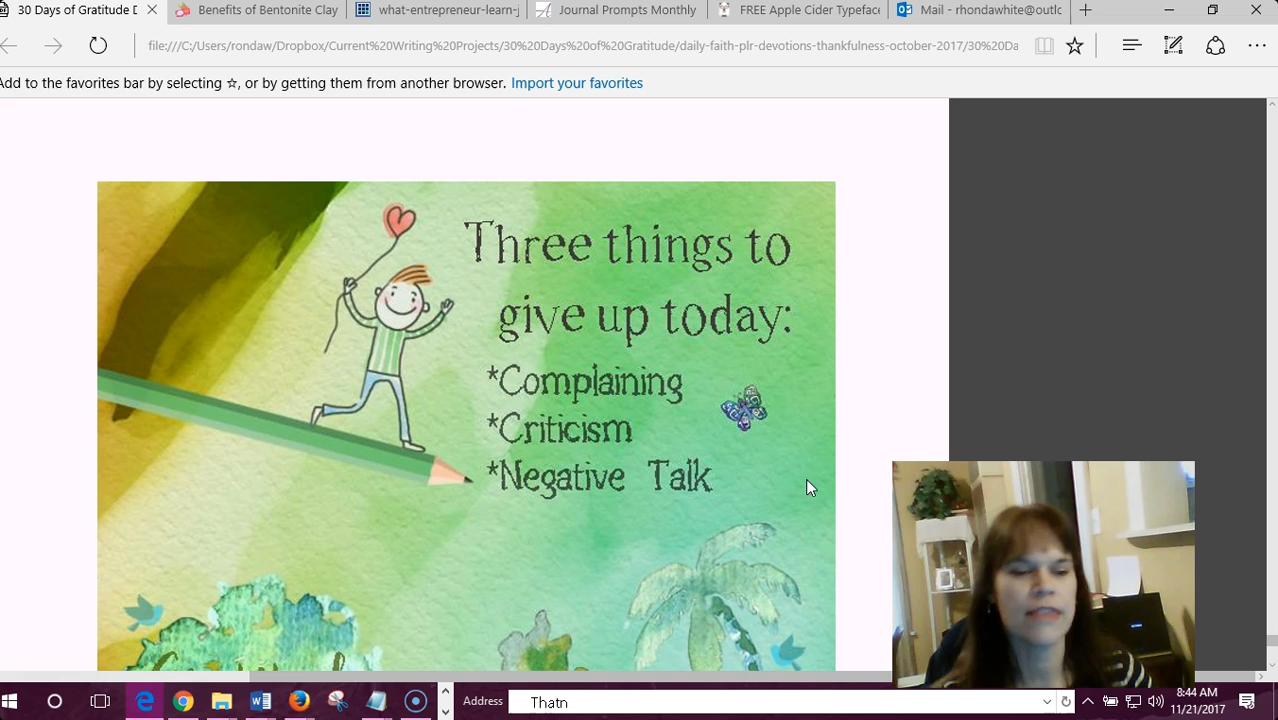 30 Days of Gratitude D
Benefits of Bentonite Clay
what-entrepreneur-learn-j
Journal Prompts Monthly
FREE Apple Cider Typeface
Mail - rhondawhite@outlo
file:///C:/Users/rondaw/Dropbox/Current%20Writing%20Projects/30%20Days%20of%20Gratitude/daily-faith-plr-devotions-thankfulness-october-2017/30%20Da
Add to the favorites bar by selecting ☆, or by getting them from another browser. Import your favorites
Three things to
give up today:
*Complaining
*Criticism
*Negative Talk
Address
Thatn
8:44 AM
11/21/2017